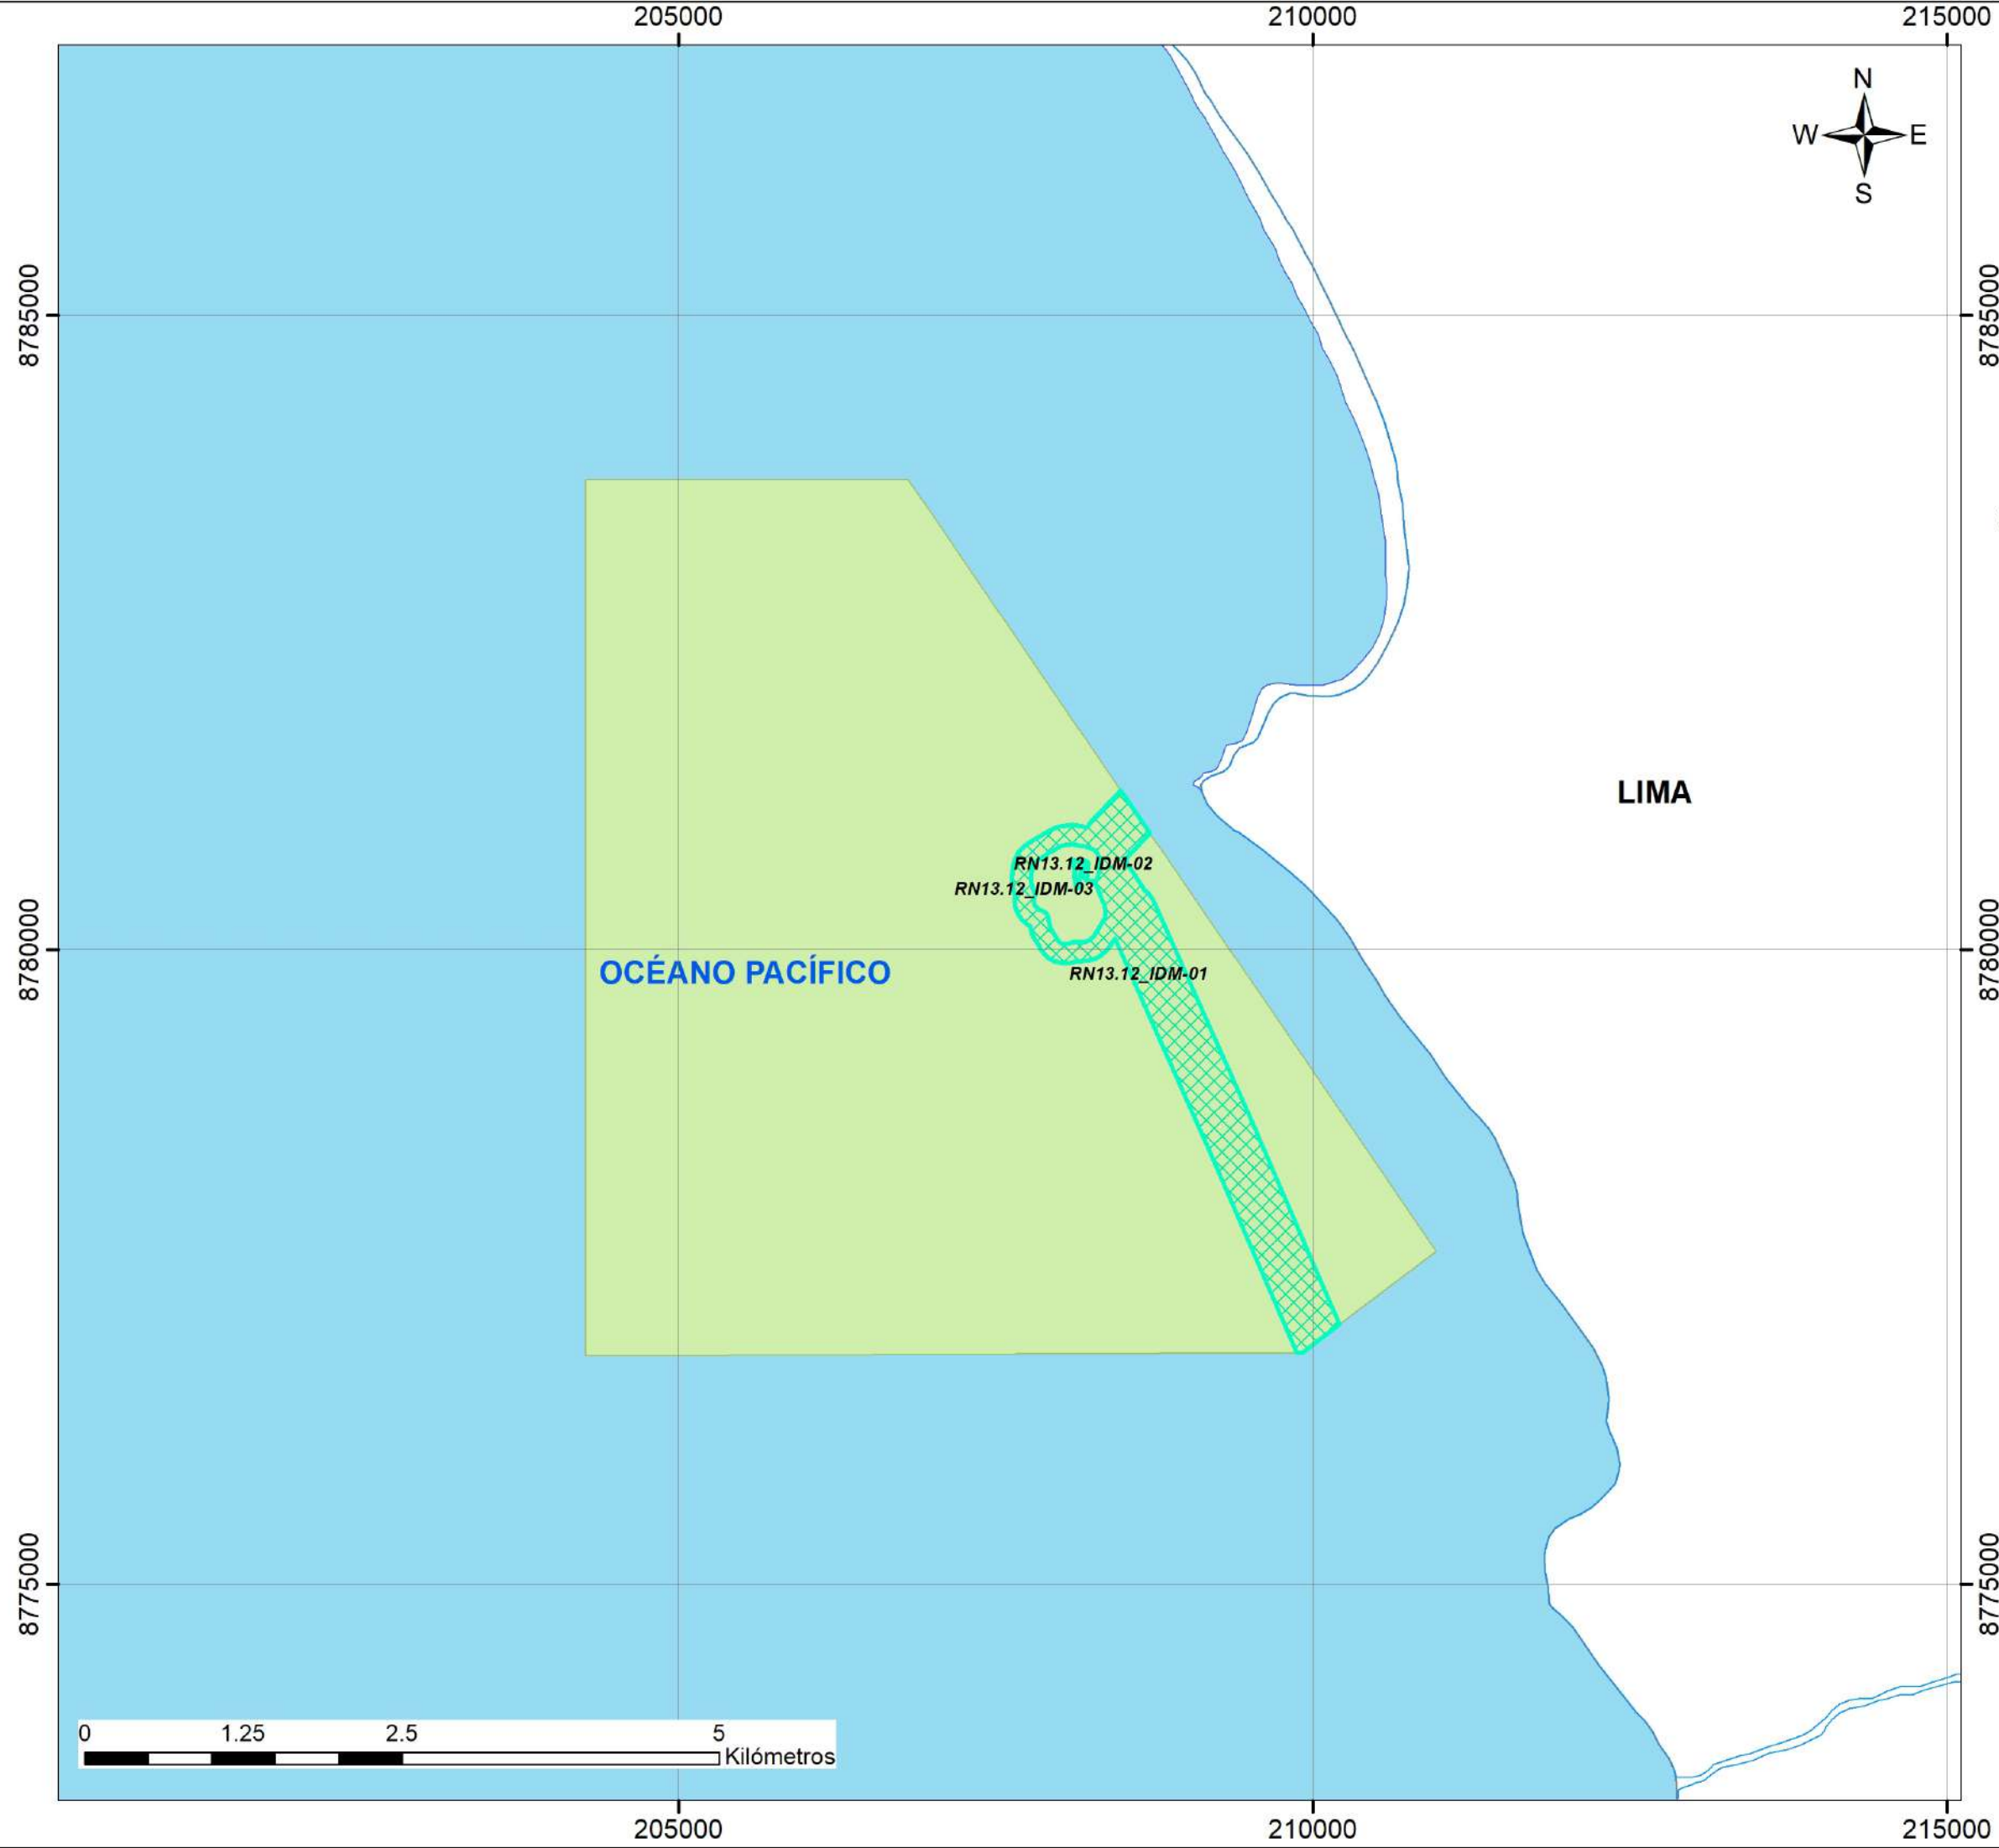 205000
210000
215000
N
W
E
S
8785000
8785000
LIMA
RN13.12_IDM-02
RN13.12_IDM-03
8780000
8780000
OCÉANO PACÍFICO
RN13.12_IDM-01
8775000
8775000
0 1.25 2.5 5
Kilómetros
205000
210000
215000